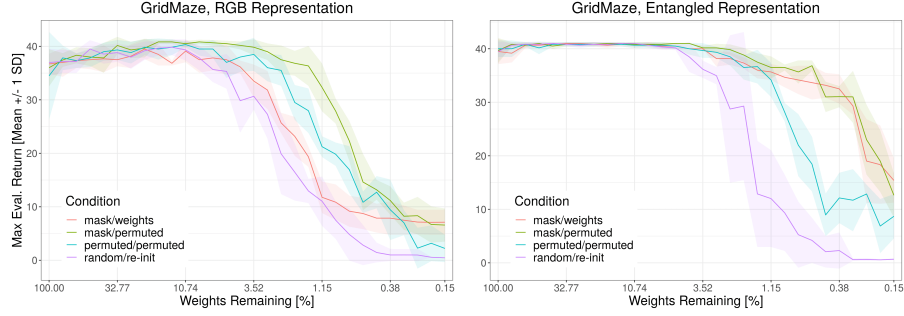 GridMaze, RGB Representation
Max Eval. Return [Mean +/- 1 SD]
40
30
20
10
0
Condition
mask/weights
mask/permuted
permuted/permuted
random/re-init
100.00 32.77 10.74 3.52 1.15 0.38 0.15
Weights Remaining [%]
GridMaze, Entangled Representation
40
30
20
10
0
Condition
mask/weights
mask/permuted
permuted/permuted
random/re-init
100.00 32.77 10.74 3.52 1.15 0.38 0.15
Weights Remaining [%]